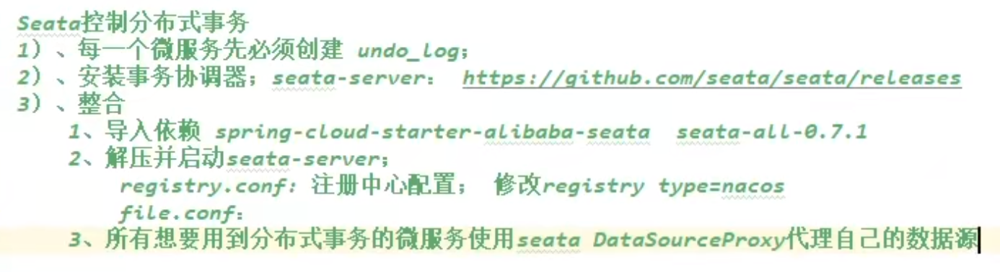 Seata控制分布式事务
1）、每一个微服务先必须创建 undo_log；
2）、安装事务协调器；seata-server： https://github.com/seata/seata/releases
3）、整合
1、导入依赖 spring-cloud-starter-alibaba-seata seata-all-0.7.1
2、解压并启动seata-server；
registry.conf：注册中心配置； 修改registry type=nacos
file.conf：
3、所有想要用到分布式事务的微服务使用seata DataSourceProxy代理自己的数据源